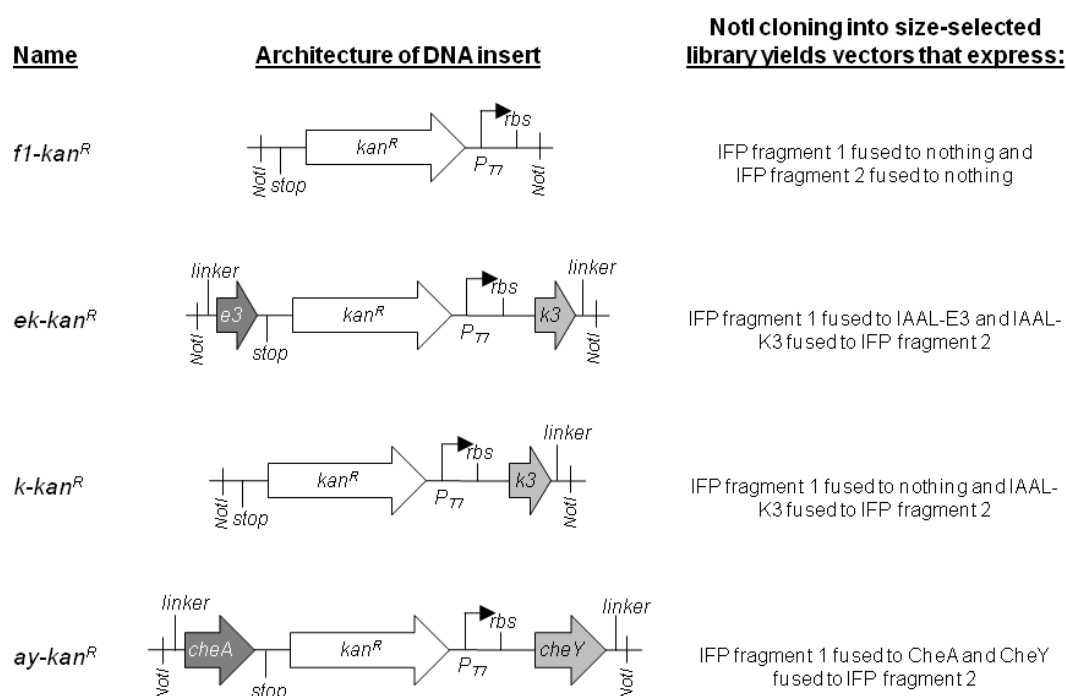 Name
Architecture of DNA insert
NotI cloning into size-selected
library yields vectors that express:
f1-kanR
NotI
stop
kanR
PT7
rbs
NotI
IFP fragment 1 fused to nothing and
IFP fragment 2 fused to nothing
ek-kanR
NotI
linker
e3
stop
kanR
PT7
rbs
k3
linker
NotI
IFP fragment 1 fused to IAAL-E3 and IAAL-
K3 fused to IFP fragment 2
k-kanR
NotI
stop
kanR
PT7
rbs
k3
linker
NotI
IFP fragment 1 fused to nothing and IAAL-
K3 fused to IFP fragment 2
ay-kanR
NotI
linker
cheA
stop
kanR
PT7
rbs
cheY
linker
NotI
IFP fragment 1 fused to CheA and CheY
fused to IFP fragment 2